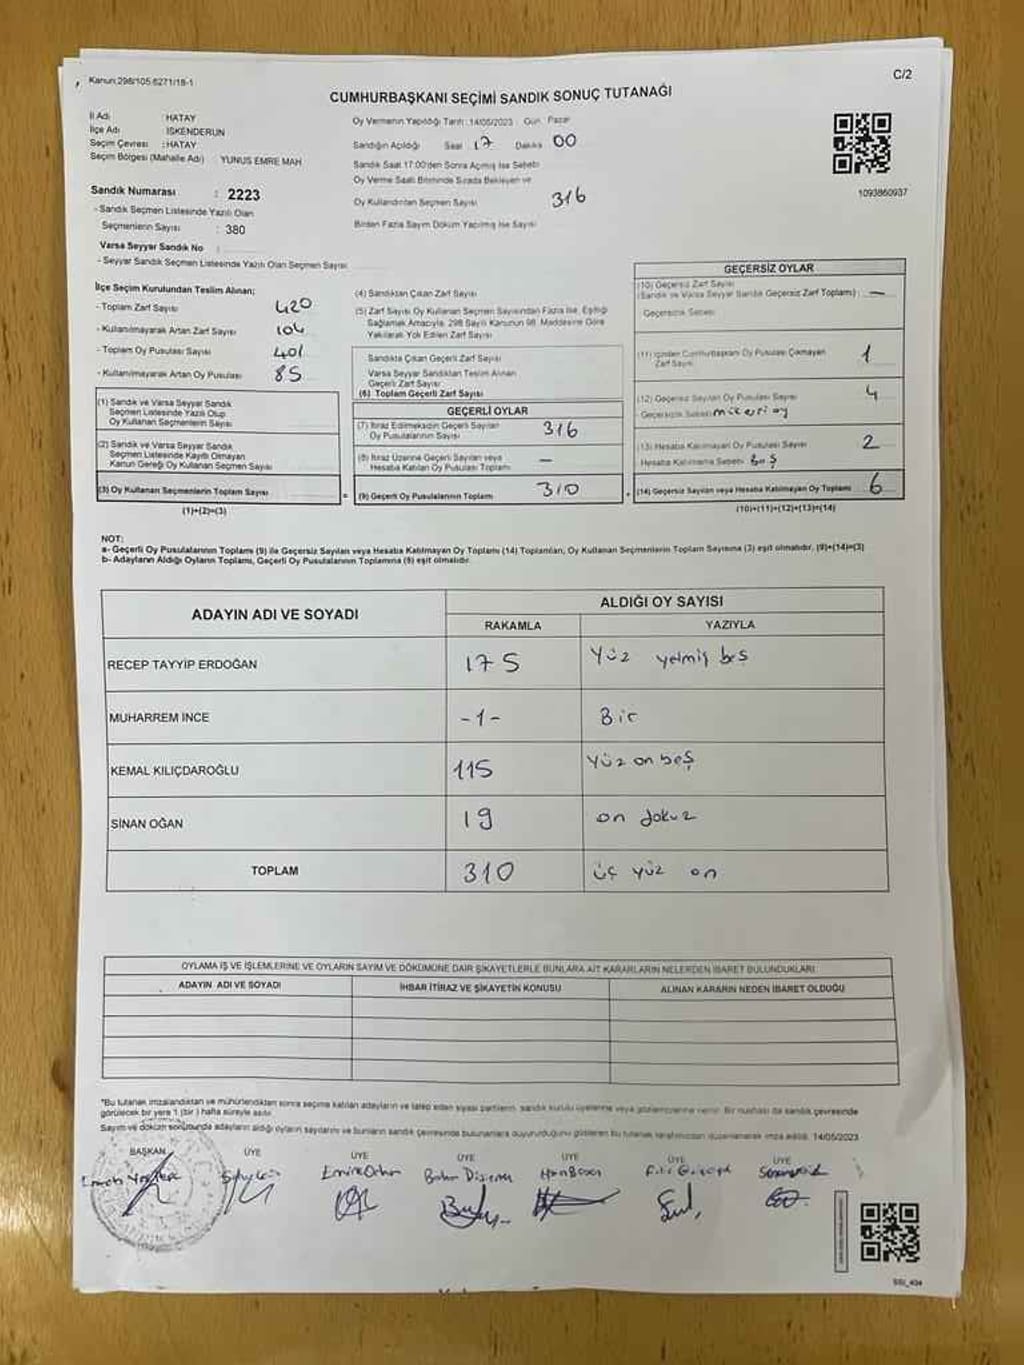 Kanun:298/105.6271/18-1
C/2
CUMHURBAŞKANI SEÇİMİ SANDIK SONUÇ TUTANAĞI
İl Adı : HATAY
İlçe Adı : İSKENDERUN
Seçim Çevresi : HATAY
Seçim Bölgesi (Mahalle Adı) YUNUS EMRE MAH
Sandık Numarası : 2223
- Sandık Seçmen Listesinde Yazılı Olan
Seçmenlerin Sayısı : 380
Varsa Seyyar Sandık No :
- Seyyar Sandık Seçmen Listesinde Yazılı Olan Seçmen Sayısı
Oy Vermenin Yapıldığı Tarih :14/05/2023 Gün: Pazar
Sandığın Açıldığı Saat 17 Dakika 00
Sandık Saat 17:00'den Sonra Açılmış İse Sebebi
Oy Verme Saati Bitiminde Sırada Bekleyen ve
Oy Kullandırılan Seçmen Sayısı 316
Birden Fazla Sayım Döküm Yapılmış İse Sayısı
1093860937
İlçe Seçim Kurulundan Teslim Alınan;
- Toplam Zarf Sayısı 420
- Kullanılmayarak Artan Zarf Sayısı 104
- Toplam Oy Pusulası Sayısı 401
- Kullanılmayarak Artan Oy Pusulası 85
(1) Sandık ve Varsa Seyyar Sandık
Seçmen Listesinde Yazılı Olup
Oy Kullanan Seçmenlerin Sayısı
(2) Sandık ve Varsa Seyyar Sandık
Seçmen Listesinde Kayıtlı Olmayan
Kanun Gereği Oy Kullanan Seçmen Sayısı
(3) Oy Kullanan Seçmenlerin Toplam Sayısı
(1)+(2)=(3)
(4) Sandıktan Çıkan Zarf Sayısı
(5) Zarf Sayısı Oy Kullanan Seçmen Sayısından Fazla İse, Eşitliği
Sağlamak Amacıyla, 298 Sayılı Kanunun 98. Maddesine Göre
Yakılarak Yok Edilen Zarf Sayısı
Sandıkta Çıkan Geçerli Zarf Sayısı
Varsa Seyyar Sandıktan Teslim Alınan
Geçerli Zarf Sayısı
(6) Toplam Geçerli Zarf Sayısı
GEÇERLİ OYLAR
(7) İtiraz Edilmeksizin Geçerli Sayılan
Oy Pusulalarının Sayısı 316
(8) İtiraz Üzerine Geçerli Sayılan veya
Hesaba Katılan Oy Pusulası Toplamı —
= (9) Geçerli Oy Pusulalarının Toplamı 310
GEÇERSİZ OYLAR
(10) Geçersiz Zarf Sayısı
(Sandık ve Varsa Seyyar Sandık Geçersiz Zarf Toplamı) —
Geçersizlik Sebebi
(11) İçinden Cumhurbaşkanı Oy Pusulası Çıkmayan
Zarf Sayısı 1
(12) Geçersiz Sayılan Oy Pusulası Sayısı 4
Geçersizlik Sebebi
(13) Hesaba Katılmayan Oy Pusulası Sayısı 2
Hesaba Katılmama Sebebi Boş
+ (14) Geçersiz Sayılan veya Hesaba Katılmayan Oy Toplamı 6
(10)+(11)+(12)+(13)=(14)
NOT:
a- Geçerli Oy Pusulalarının Toplamı (9) ile Geçersiz Sayılan veya Hesaba Katılmayan Oy Toplamı (14) Toplamları, Oy Kullanan Seçmenlerin Toplam Sayısına (3) eşit olmalıdır. (9)+(14)=(3)
b- Adayların Aldığı Oyların Toplamı, Geçerli Oy Pusulalarının Toplamına (9) eşit olmalıdır.
ADAYIN ADI VE SOYADI
ALDIĞI OY SAYISI
RAKAMLA YAZIYLA
RECEP TAYYİP ERDOĞAN 175 Yüz yetmiş beş
MUHARREM İNCE -1- Bir
KEMAL KILIÇDAROĞLU 115 Yüz on beş
SİNAN OĞAN 19 on dokuz
TOPLAM 310 üç yüz on
OYLAMA İŞ VE İŞLEMLERİNE VE OYLARIN SAYIM VE DÖKÜMÜNE DAİR ŞİKAYETLERLE BUNLARA AİT KARARLARIN NELERDEN İBARET BULUNDUKLARI
ADAYIN ADI VE SOYADI İHBAR İTİRAZ VE ŞİKAYETİN KONUSU ALINAN KARARIN NEDEN İBARET OLDUĞU
*Bu tutanak imzalandıktan ve mühürlendikten sonra seçime katılan adayların ve talep eden siyasi partilerin, sandık kurulu üyelerine veya gözlemcilerine verilir. Bir nüshası da sandık çevresinde
görülecek bir yere 1 (bir) hafta süreyle asılır.
Sayım ve döküm sonucunda adayların aldığı oyların sayılarını ve bunların sandık çevresinde bulunanlara duyurulduğunu gösteren bu tutanak tarafımızdan düzenlenerek imza edildi. 14/05/2023
BAŞKAN ÜYE ÜYE ÜYE ÜYE ÜYE ÜYE